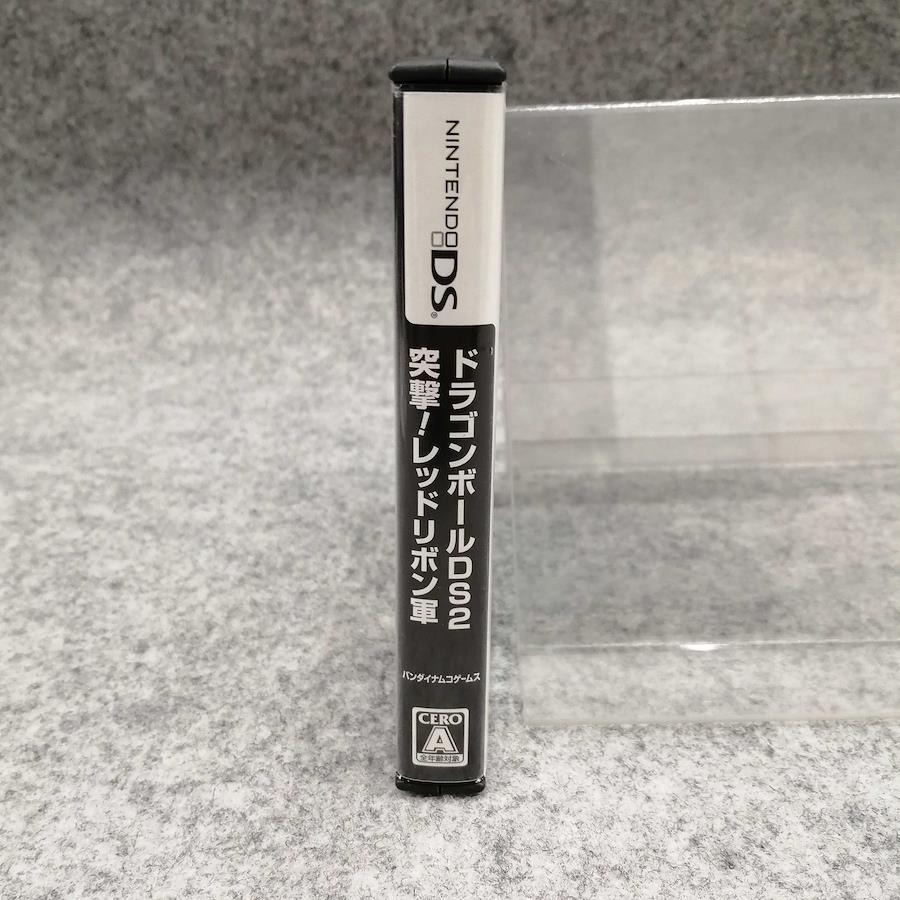 NINTENDO DS®
ドラゴンボールDS2
突撃!レッドリボン軍
バンダイナムコゲームス
CERO
A
全年齢対象